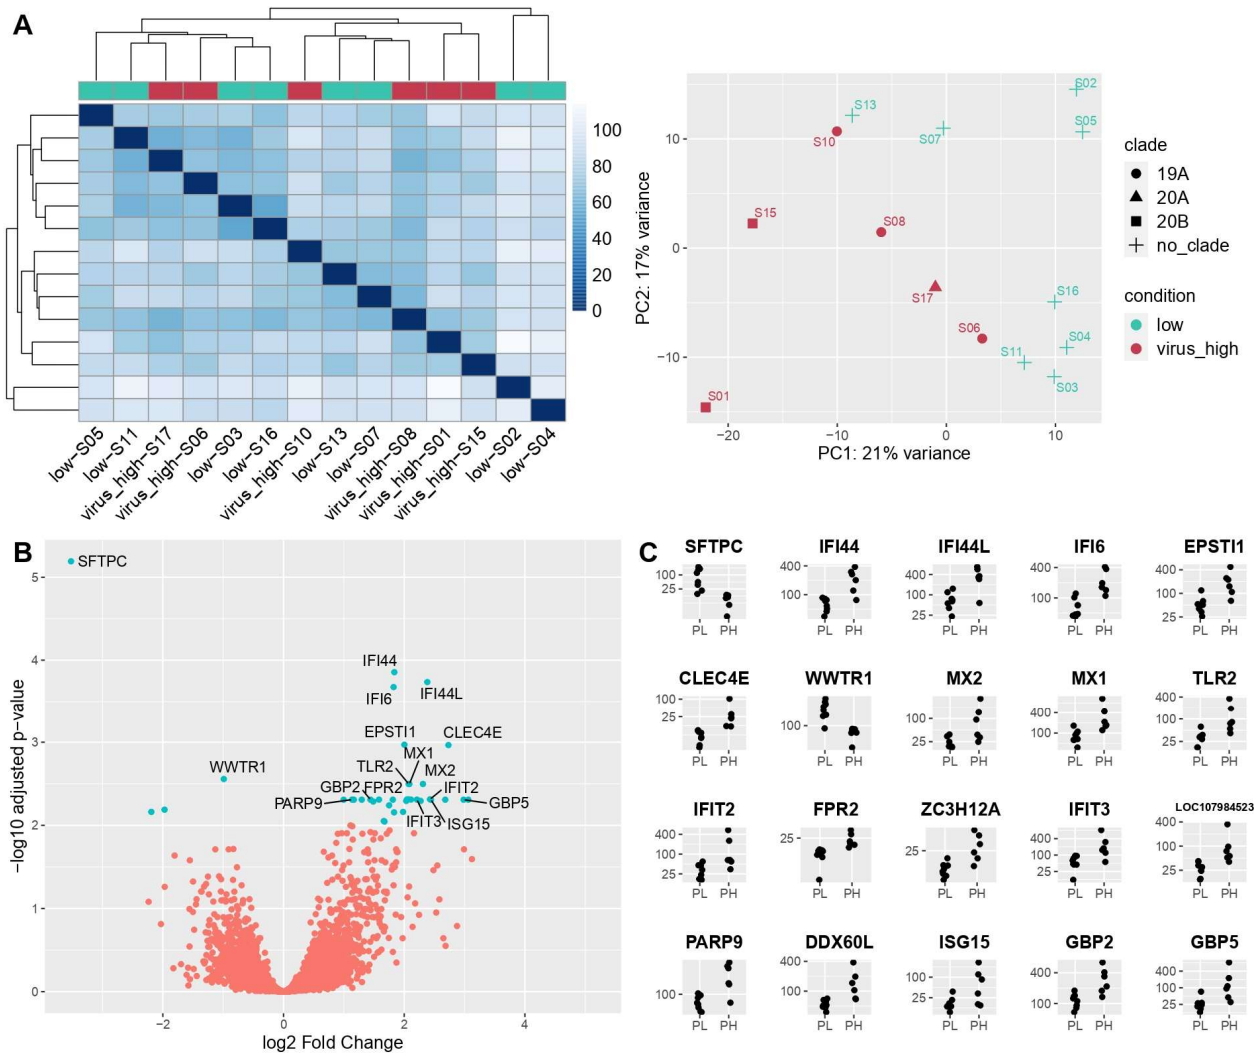 A
100
80
60
40
20
0
low-S05
low-S11
virus_high-S17
virus_high-S06
low-S03
low-S16
virus_high-S10
low-S13
low-S07
virus_high-S08
virus_high-S01
virus_high-S15
low-S02
low-S04
PC2: 17% variance
10
0
−10
−20
−10
0
10
PC1: 21% variance
S02
S13
S05
S10
S07
S15
S08
S17
S16
S06
S04
S11
S03
S01
clade
19A
20A
20B
no_clade
condition
low
virus_high
B
−log10 adjusted p-value
5
4
3
2
1
0
−2
0
2
4
log2 Fold Change
SFTPC
IFI44
IFI6
IFI44L
EPSTI1
CLEC4E
MX1
WWTR1
TLR2
MX2
GBP2
FPR2
IFIT2
PARP9
GBP5
IFIT3
ISG15
C
SFTPC
100
25
PL PH
IFI44
400
100
PL PH
IFI44L
400
100
25
PL PH
IFI6
400
100
PL PH
EPSTI1
400
100
25
PL PH
CLEC4E
100
25
PL PH
WWTR1
100
PL PH
MX2
100
25
PL PH
MX1
400
100
PL PH
TLR2
400
100
25
PL PH
IFIT2
400
100
25
PL PH
FPR2
25
PL PH
ZC3H12A
25
PL PH
IFIT3
400
100
25
PL PH
LOC107984523
400
100
25
PL PH
PARP9
100
PL PH
DDX60L
400
100
PL PH
ISG15
100
25
PL PH
GBP2
400
100
PL PH
GBP5
400
100
25
PL PH